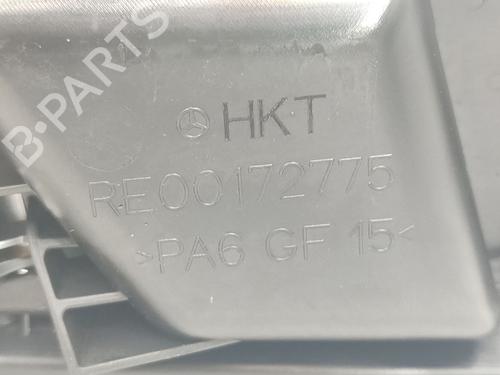 B-PARTS
HKT
RE00172775
>PA6 GF 15<